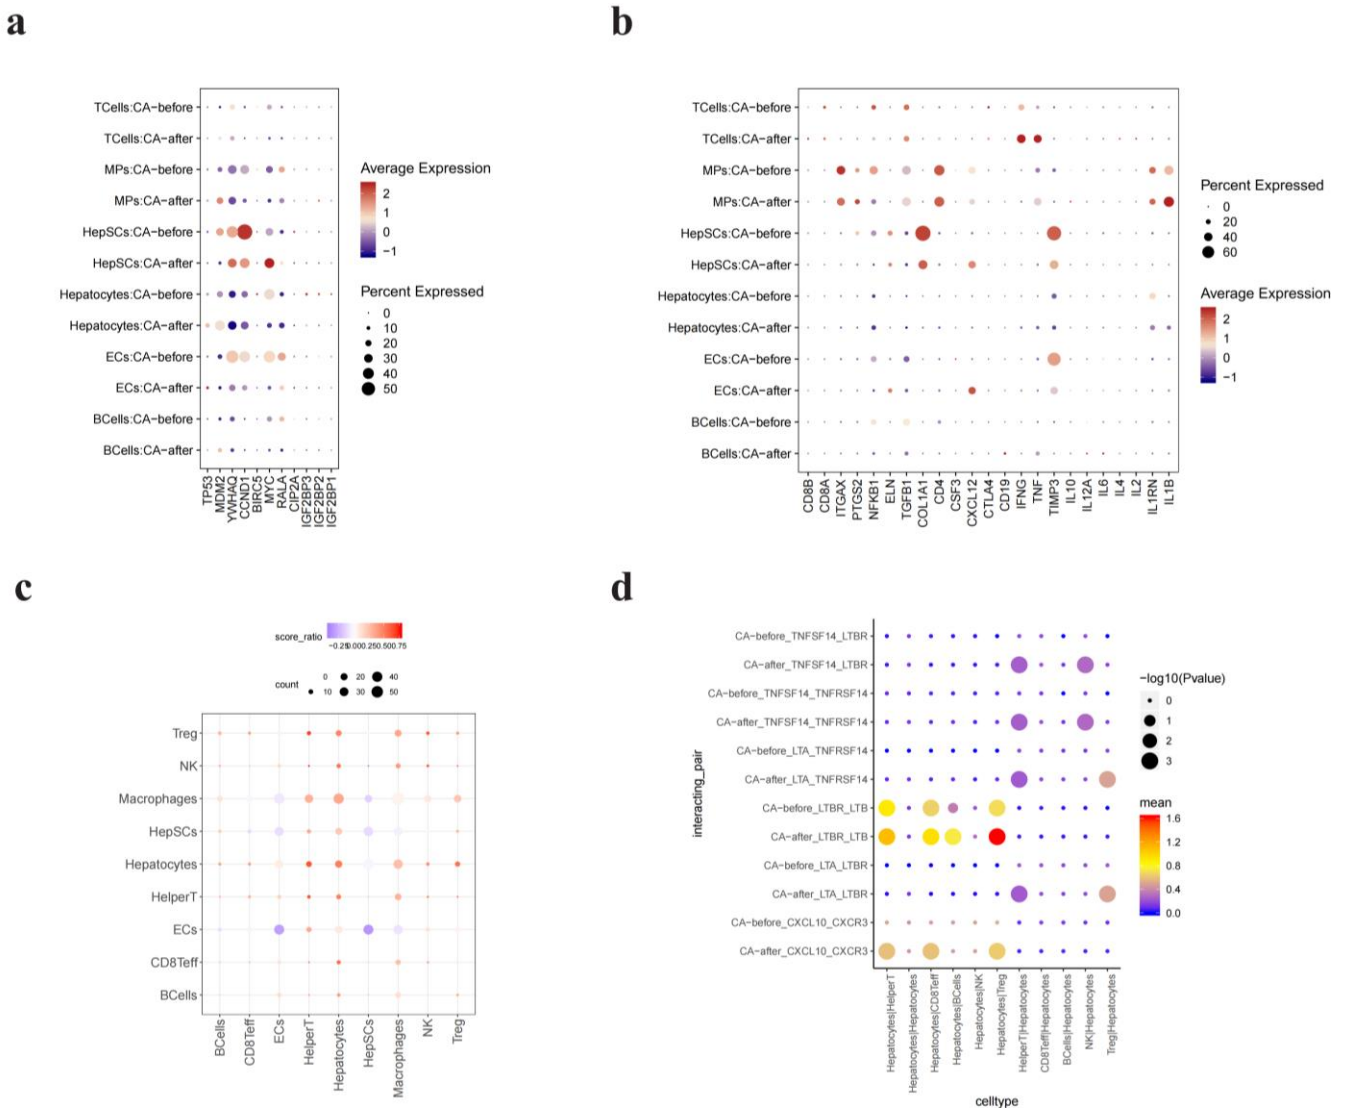 a
TCells:CA−before
TCells:CA−after
MPs:CA−before
MPs:CA−after
HepSCs:CA−before
HepSCs:CA−after
Hepatocytes:CA−before
Hepatocytes:CA−after
ECs:CA−before
ECs:CA−after
BCells:CA−before
BCells:CA−after
TP53
MDM2
YWHAQ
CCND1
BIRC5
MYC
RALA
CIP2A
IGF2BP3
IGF2BP2
IGF2BP1
Average Expression
2
1
0
−1
Percent Expressed
0
10
20
30
40
50
b
TCells:CA−before
TCells:CA−after
MPs:CA−before
MPs:CA−after
HepSCs:CA−before
HepSCs:CA−after
Hepatocytes:CA−before
Hepatocytes:CA−after
ECs:CA−before
ECs:CA−after
BCells:CA−before
BCells:CA−after
CD8B
CD8A
ITGAX
PTGS2
NFKB1
ELN
TGFB1
COL1A1
CD4
CSF3
CXCL12
CTLA4
CD19
IFNG
TNF
TIMP3
IL10
IL12A
IL6
IL4
IL2
IL1RN
IL1B
Percent Expressed
0
20
40
60
Average Expression
2
1
0
−1
c
score_ratio
−0.250.000.250.500.75
count
0 20 40
10 30 50
Treg
NK
Macrophages
HepSCs
Hepatocytes
HelperT
ECs
CD8Teff
BCells
BCells
CD8Teff
ECs
HelperT
Hepatocytes
HepSCs
Macrophages
NK
Treg
d
interacting_pair
CA−before_TNFSF14_LTBR
CA−after_TNFSF14_LTBR
CA−before_TNFSF14_TNFRSF14
CA−after_TNFSF14_TNFRSF14
CA−before_LTA_TNFRSF14
CA−after_LTA_TNFRSF14
CA−before_LTBR_LTB
CA−after_LTBR_LTB
CA−before_LTA_LTBR
CA−after_LTA_LTBR
CA−before_CXCL10_CXCR3
CA−after_CXCL10_CXCR3
Hepatocytes|HelperT
Hepatocytes|Hepatocytes
Hepatocytes|CD8Teff
Hepatocytes|BCells
Hepatocytes|NK
Hepatocytes|Treg
HelperT|Hepatocytes
CD8Teff|Hepatocytes
BCells|Hepatocytes
NK|Hepatocytes
Treg|Hepatocytes
celltype
−log10(Pvalue)
0
1
2
3
mean
1.6
1.2
0.8
0.4
0.0